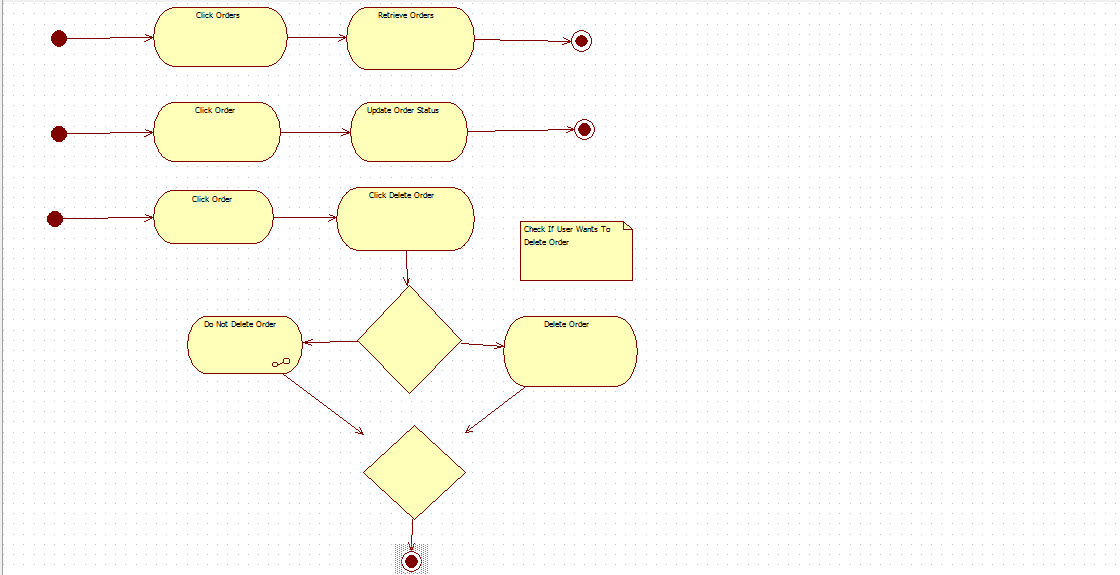 Click Orders
Retrieve Orders
Click Order
Update Order Status
Click Order
Click Delete Order
Check If User Wants To
Delete Order
Do Not Delete Order
Delete Order